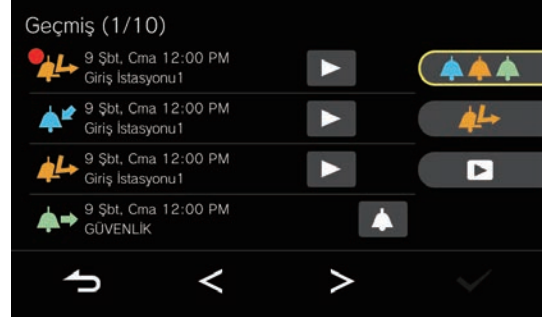 Geçmiş (1/10)
9 Şbt, Cma 12:00 PM
Giriş İstasyonu1
9 Şbt, Cma 12:00 PM
Giriş İstasyonu1
9 Şbt, Cma 12:00 PM
Giriş İstasyonu1
9 Şbt, Cma 12:00 PM
GÜVENLİK